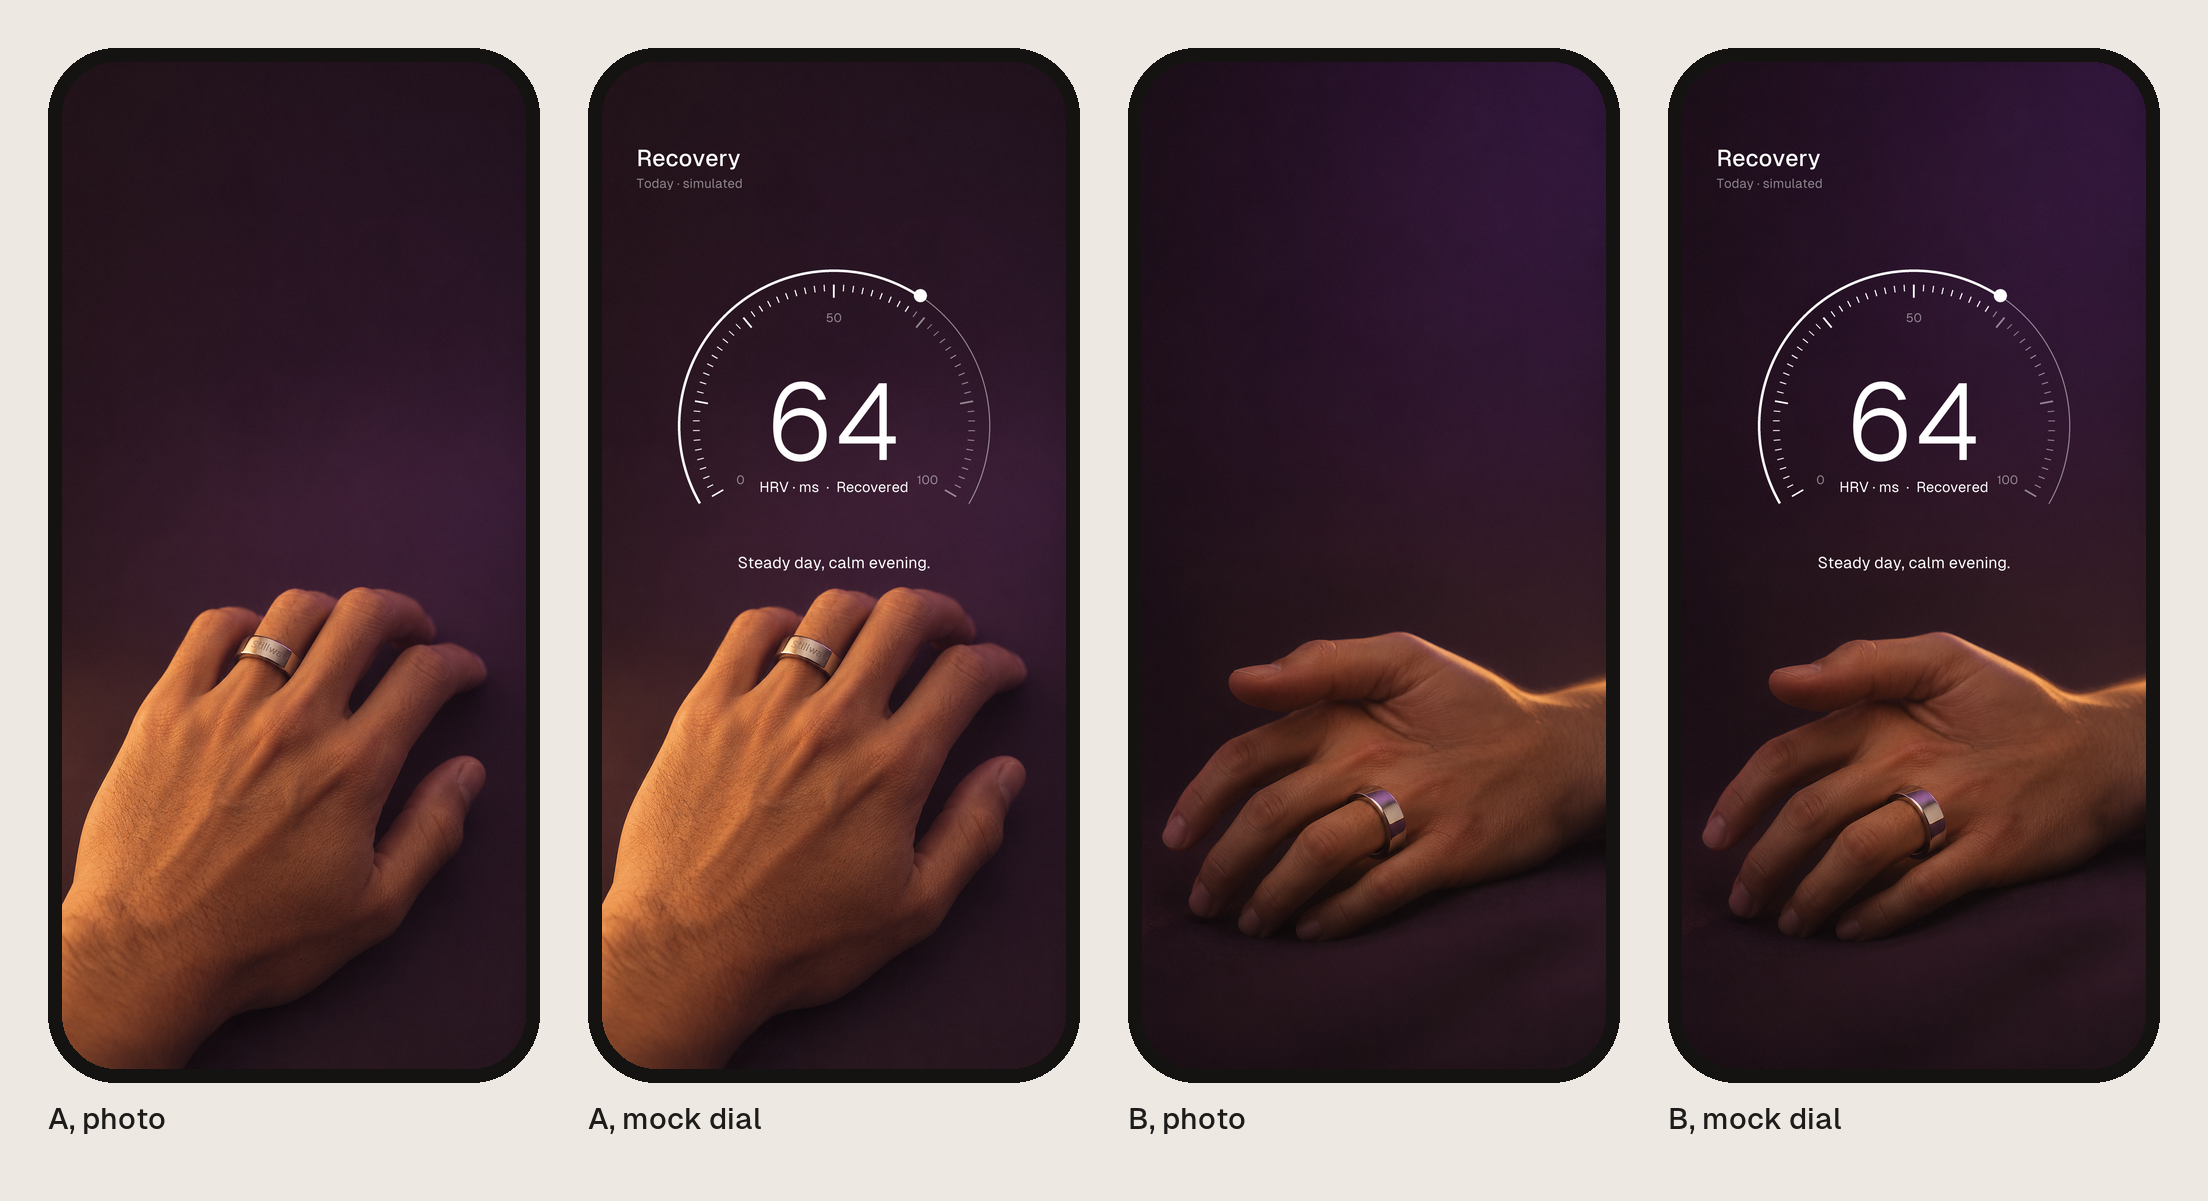 Recovery
Today · simulated
50
64
0
HRV · ms · Recovered
100
Steady day, calm evening.
Recovery
Today · simulated
50
64
0
HRV · ms · Recovered
100
Steady day, calm evening.
A, photo
A, mock dial
B, photo
B, mock dial